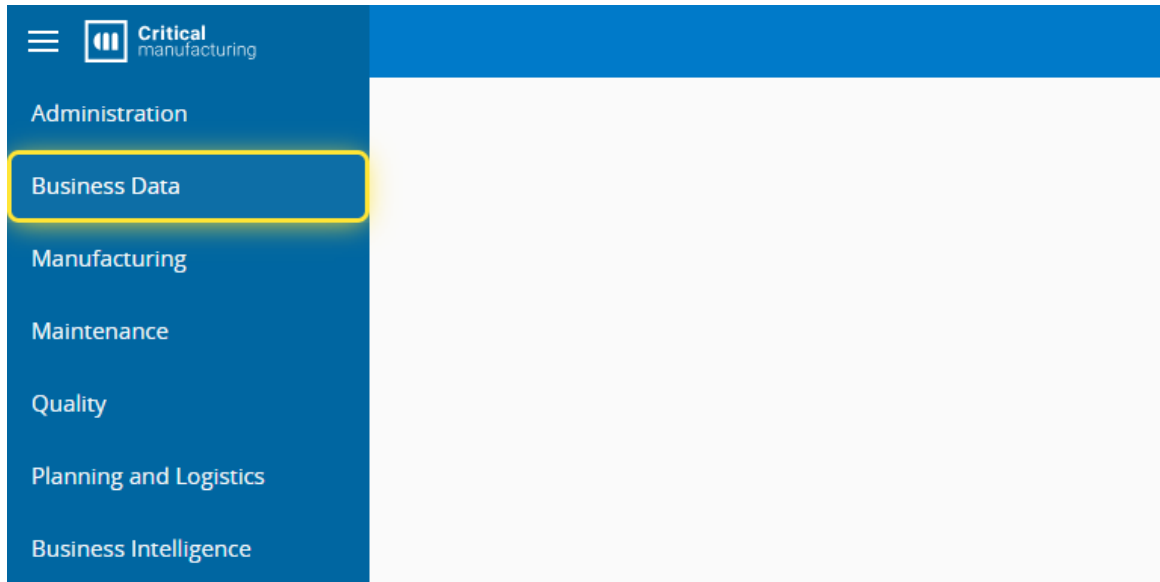 Critical
manufacturing
Administration
Business Data
Manufacturing
Maintenance
Quality
Planning and Logistics
Business Intelligence